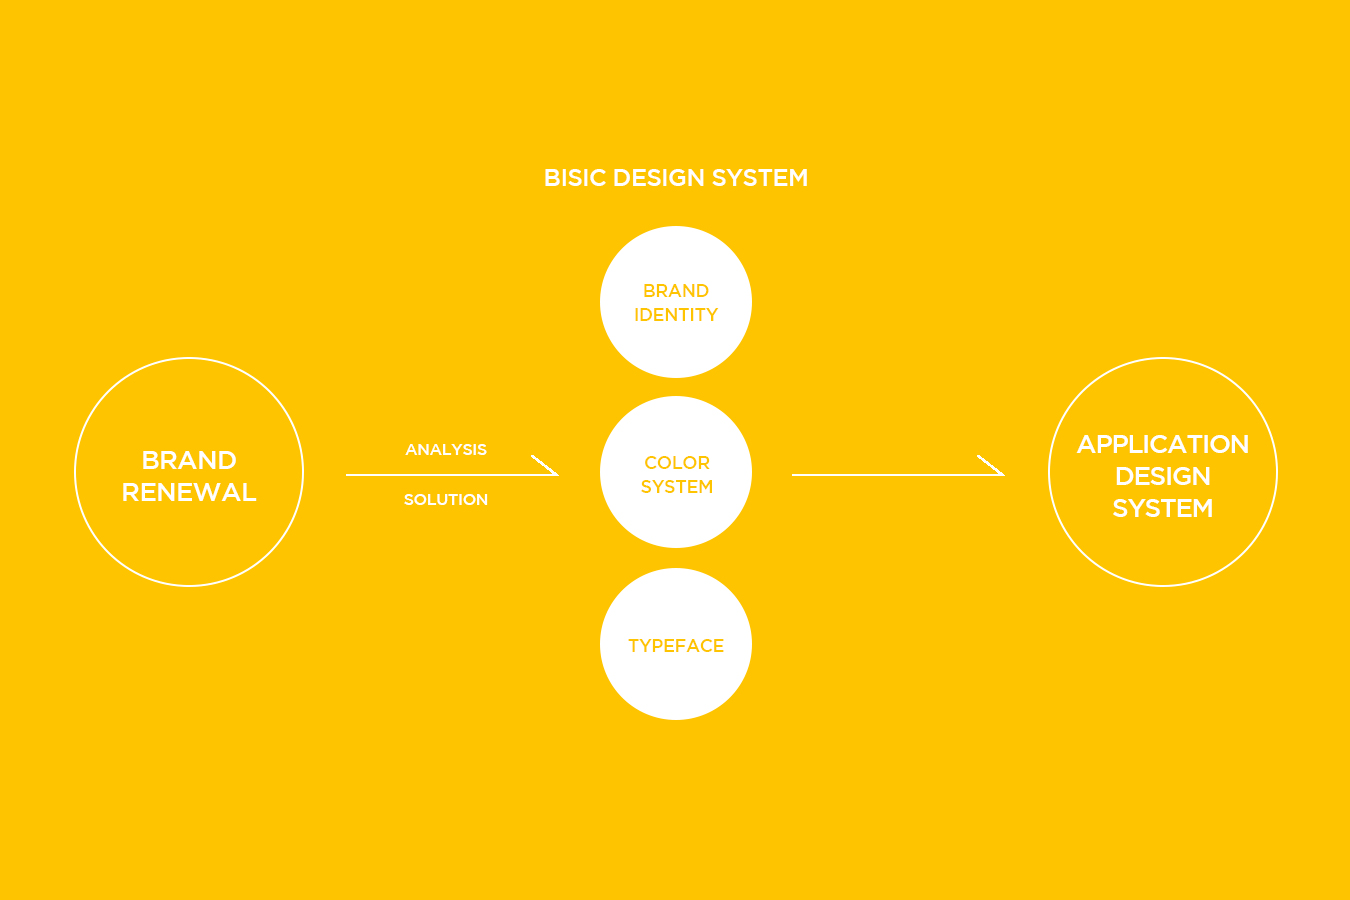 BISIC DESIGN SYSTEM
BRAND
RENEWAL
ANALYSIS
SOLUTION
BRAND
IDENTITY
COLOR
SYSTEM
TYPEFACE
APPLICATION
DESIGN
SYSTEM